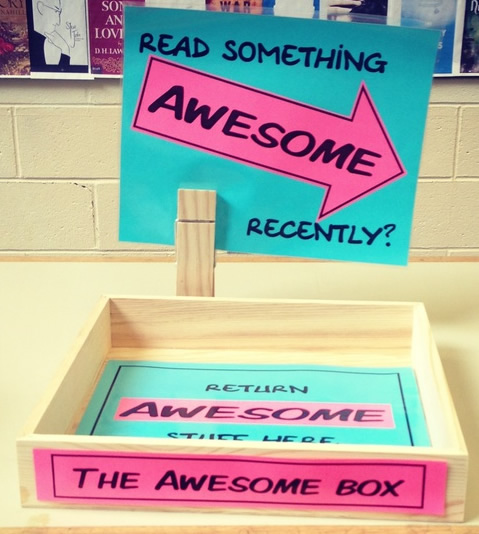 SON
AN
LOVE
D.H. LAW
WAR
READ SOMETHING
AWESOME
RECENTLY?
RETURN
AWESOME
STUFF HERE.
THE AWESOME BOX